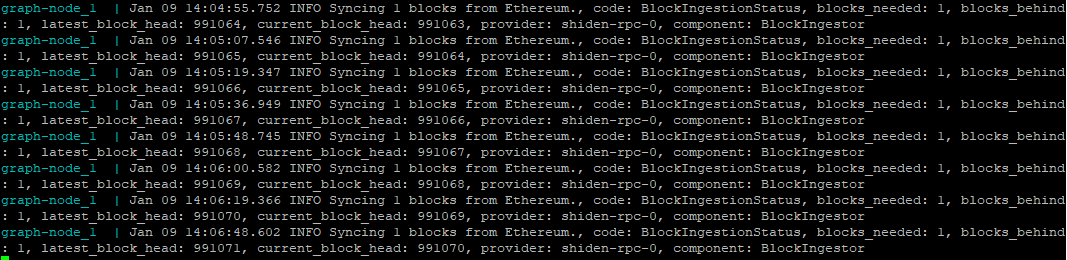 graph-node_1  | Jan 09 14:04:55.752 INFO Syncing 1 blocks from Ethereum., code: BlockIngestionStatus, blocks_needed: 1, blocks_behind
: 1, latest_block_head: 991064, current_block_head: 991063, provider: shiden-rpc-0, component: BlockIngestor
graph-node_1  | Jan 09 14:05:07.546 INFO Syncing 1 blocks from Ethereum., code: BlockIngestionStatus, blocks_needed: 1, blocks_behind
: 1, latest_block_head: 991065, current_block_head: 991064, provider: shiden-rpc-0, component: BlockIngestor
graph-node_1  | Jan 09 14:05:19.347 INFO Syncing 1 blocks from Ethereum., code: BlockIngestionStatus, blocks_needed: 1, blocks_behind
: 1, latest_block_head: 991066, current_block_head: 991065, provider: shiden-rpc-0, component: BlockIngestor
graph-node_1  | Jan 09 14:05:36.949 INFO Syncing 1 blocks from Ethereum., code: BlockIngestionStatus, blocks_needed: 1, blocks_behind
: 1, latest_block_head: 991067, current_block_head: 991066, provider: shiden-rpc-0, component: BlockIngestor
graph-node_1  | Jan 09 14:05:48.745 INFO Syncing 1 blocks from Ethereum., code: BlockIngestionStatus, blocks_needed: 1, blocks_behind
: 1, latest_block_head: 991068, current_block_head: 991067, provider: shiden-rpc-0, component: BlockIngestor
graph-node_1  | Jan 09 14:06:00.582 INFO Syncing 1 blocks from Ethereum., code: BlockIngestionStatus, blocks_needed: 1, blocks_behind
: 1, latest_block_head: 991069, current_block_head: 991068, provider: shiden-rpc-0, component: BlockIngestor
graph-node_1  | Jan 09 14:06:19.366 INFO Syncing 1 blocks from Ethereum., code: BlockIngestionStatus, blocks_needed: 1, blocks_behind
: 1, latest_block_head: 991070, current_block_head: 991069, provider: shiden-rpc-0, component: BlockIngestor
graph-node_1  | Jan 09 14:06:48.602 INFO Syncing 1 blocks from Ethereum., code: BlockIngestionStatus, blocks_needed: 1, blocks_behind
: 1, latest_block_head: 991071, current_block_head: 991070, provider: shiden-rpc-0, component: BlockIngestor